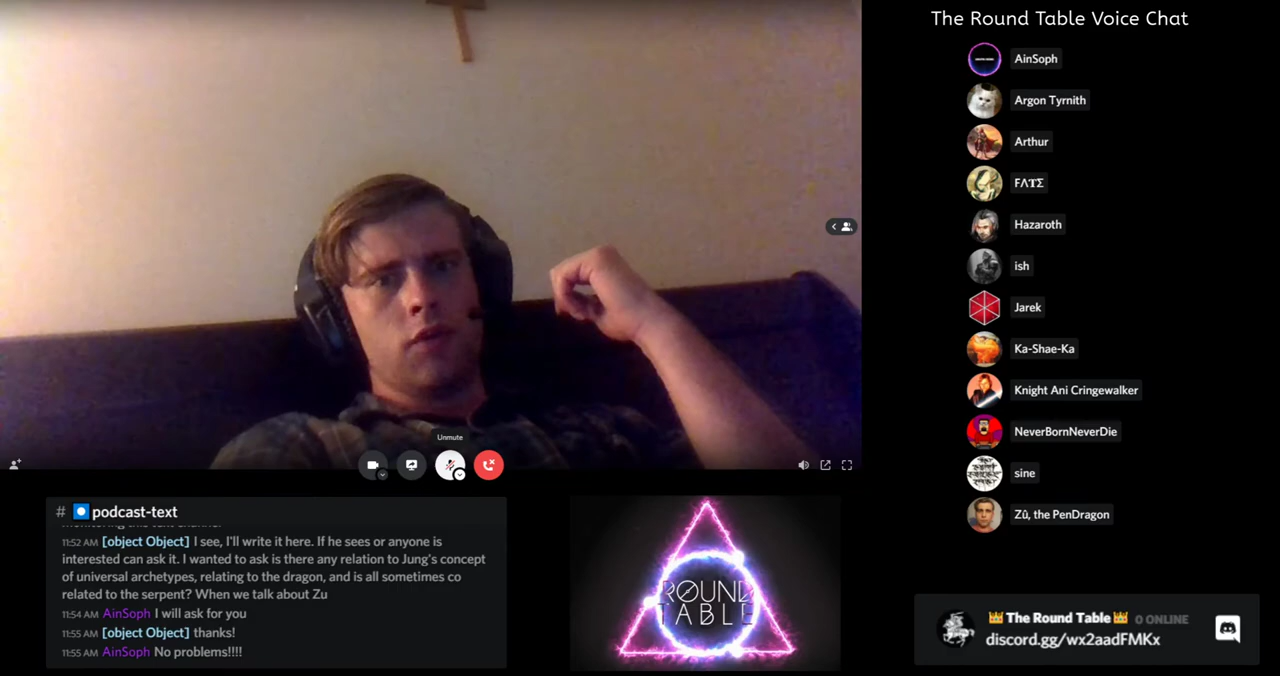 The Round Table Voice Chat
AinSoph
Argon Tyrnith
Arthur
FΛTΣ
Hazaroth
ish
Jarek
Ka-Shae-Ka
Knight Ani Cringewalker
NeverBornNeverDie
sine
Zû, the PenDragon
Unmute
# podcast-text
11:52 AM [object Object] I see, I'll write it here. If he sees or anyone is
interested can ask it. I wanted to ask is there any relation to Jung's concept
of universal archetypes, relating to the dragon, and is all sometimes co
related to the serpent? When we talk about Zu
11:54 AM AinSoph I will ask for you
11:55 AM [object Object] thanks!
11:55 AM AinSoph No problems!!!!
ROUND
TABLE
👑 The Round Table 👑 0 ONLINE
discord.gg/wx2aadFMKx